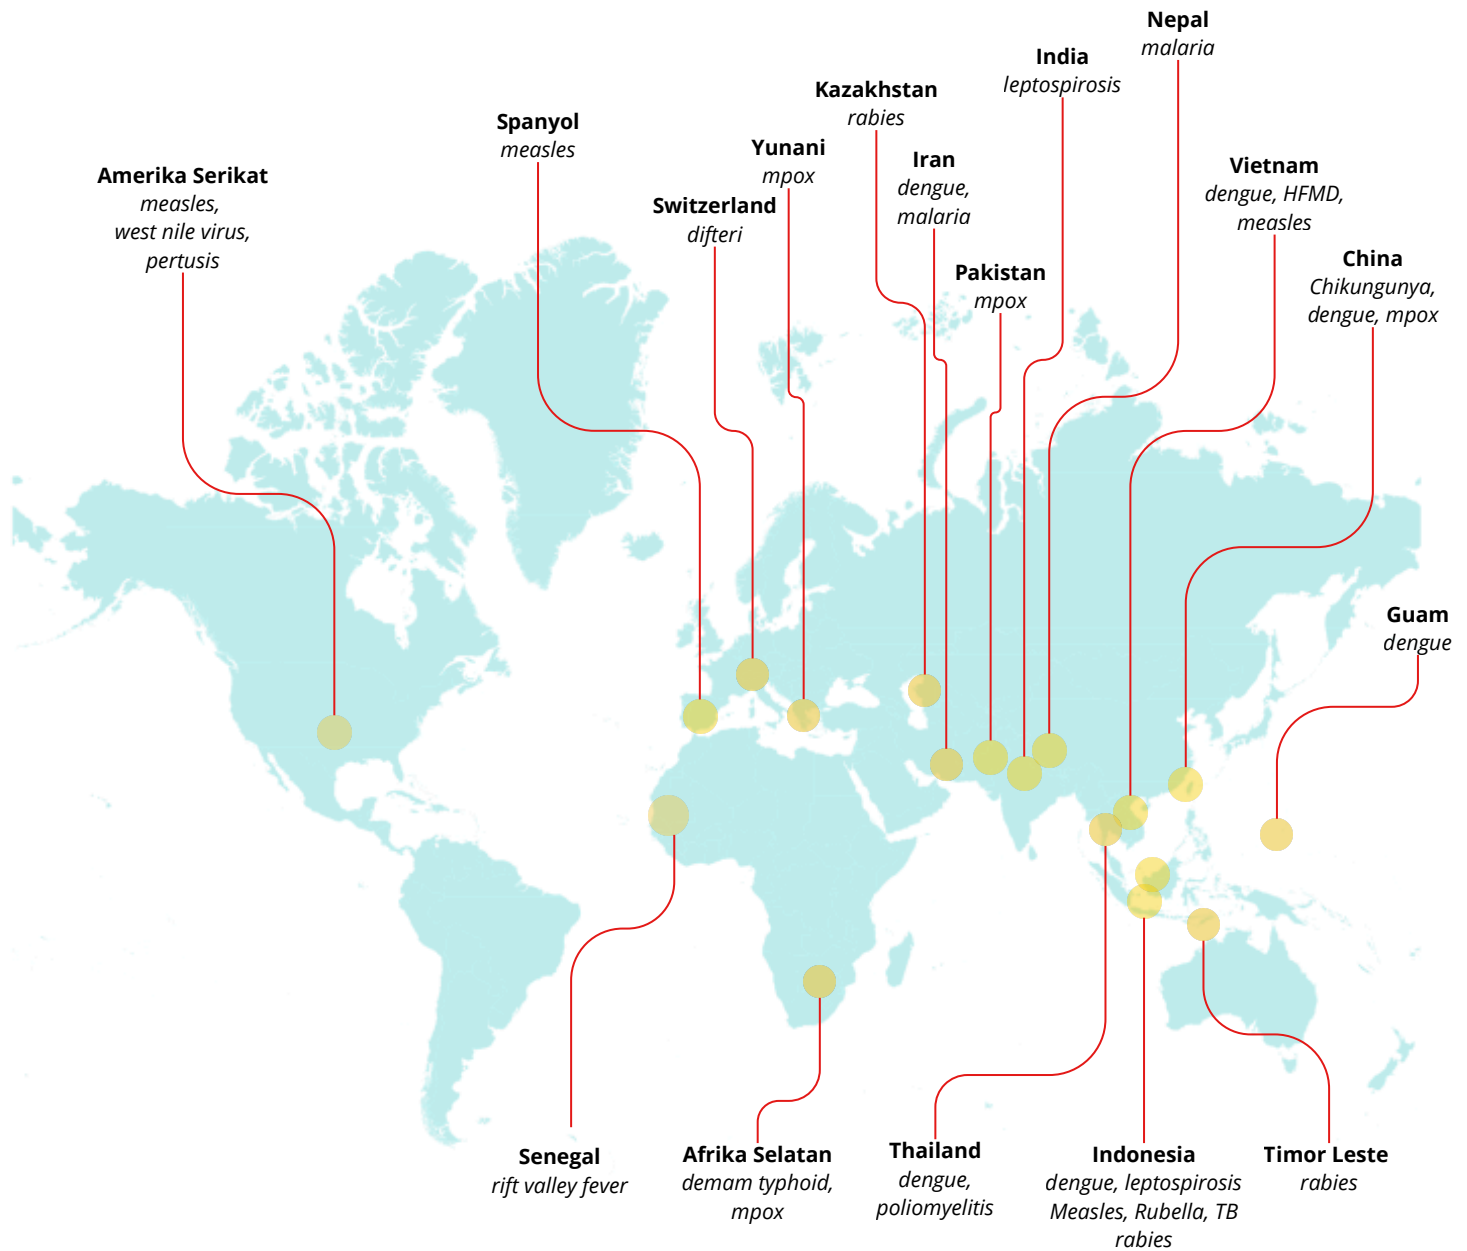 Nepal
malaria
India
leptospirosis
Kazakhstan
rabies
Spanyol
measles
Yunani
mpox
Iran
dengue,
malaria
Vietnam
dengue, HFMD,
measles
Amerika Serikat
measles,
west nile virus,
pertusis
Switzerland
difteri
Pakistan
mpox
China
Chikungunya,
dengue, mpox
Guam
dengue
Senegal
rift valley fever
Afrika Selatan
demam typhoid,
mpox
Thailand
dengue,
poliomyelitis
Indonesia
dengue, leptospirosis
Measles, Rubella, TB
rabies
Timor Leste
rabies